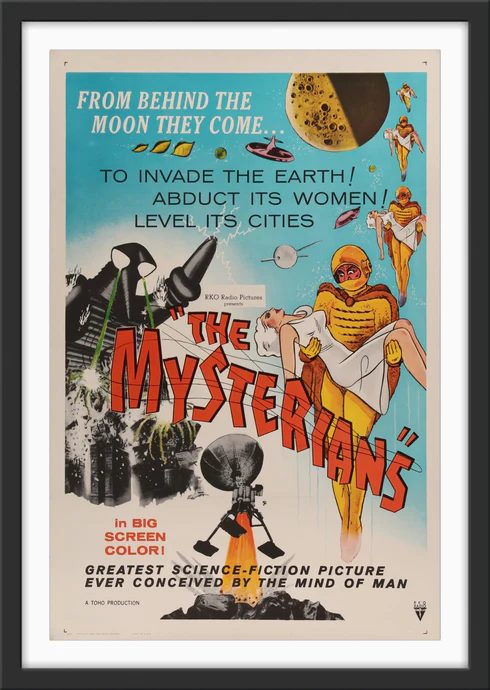 FROM BEHIND THE
MOON THEY COME...
TO INVADE THE EARTH!
ABDUCT ITS WOMEN!
LEVEL ITS CITIES
RKO Radio Pictures
presents
"THE
MYSTERIANS"
in BIG
SCREEN
COLOR!
GREATEST SCIENCE-FICTION PICTURE
EVER CONCEIVED BY THE MIND OF MAN
A TOHO PRODUCTION
RKO